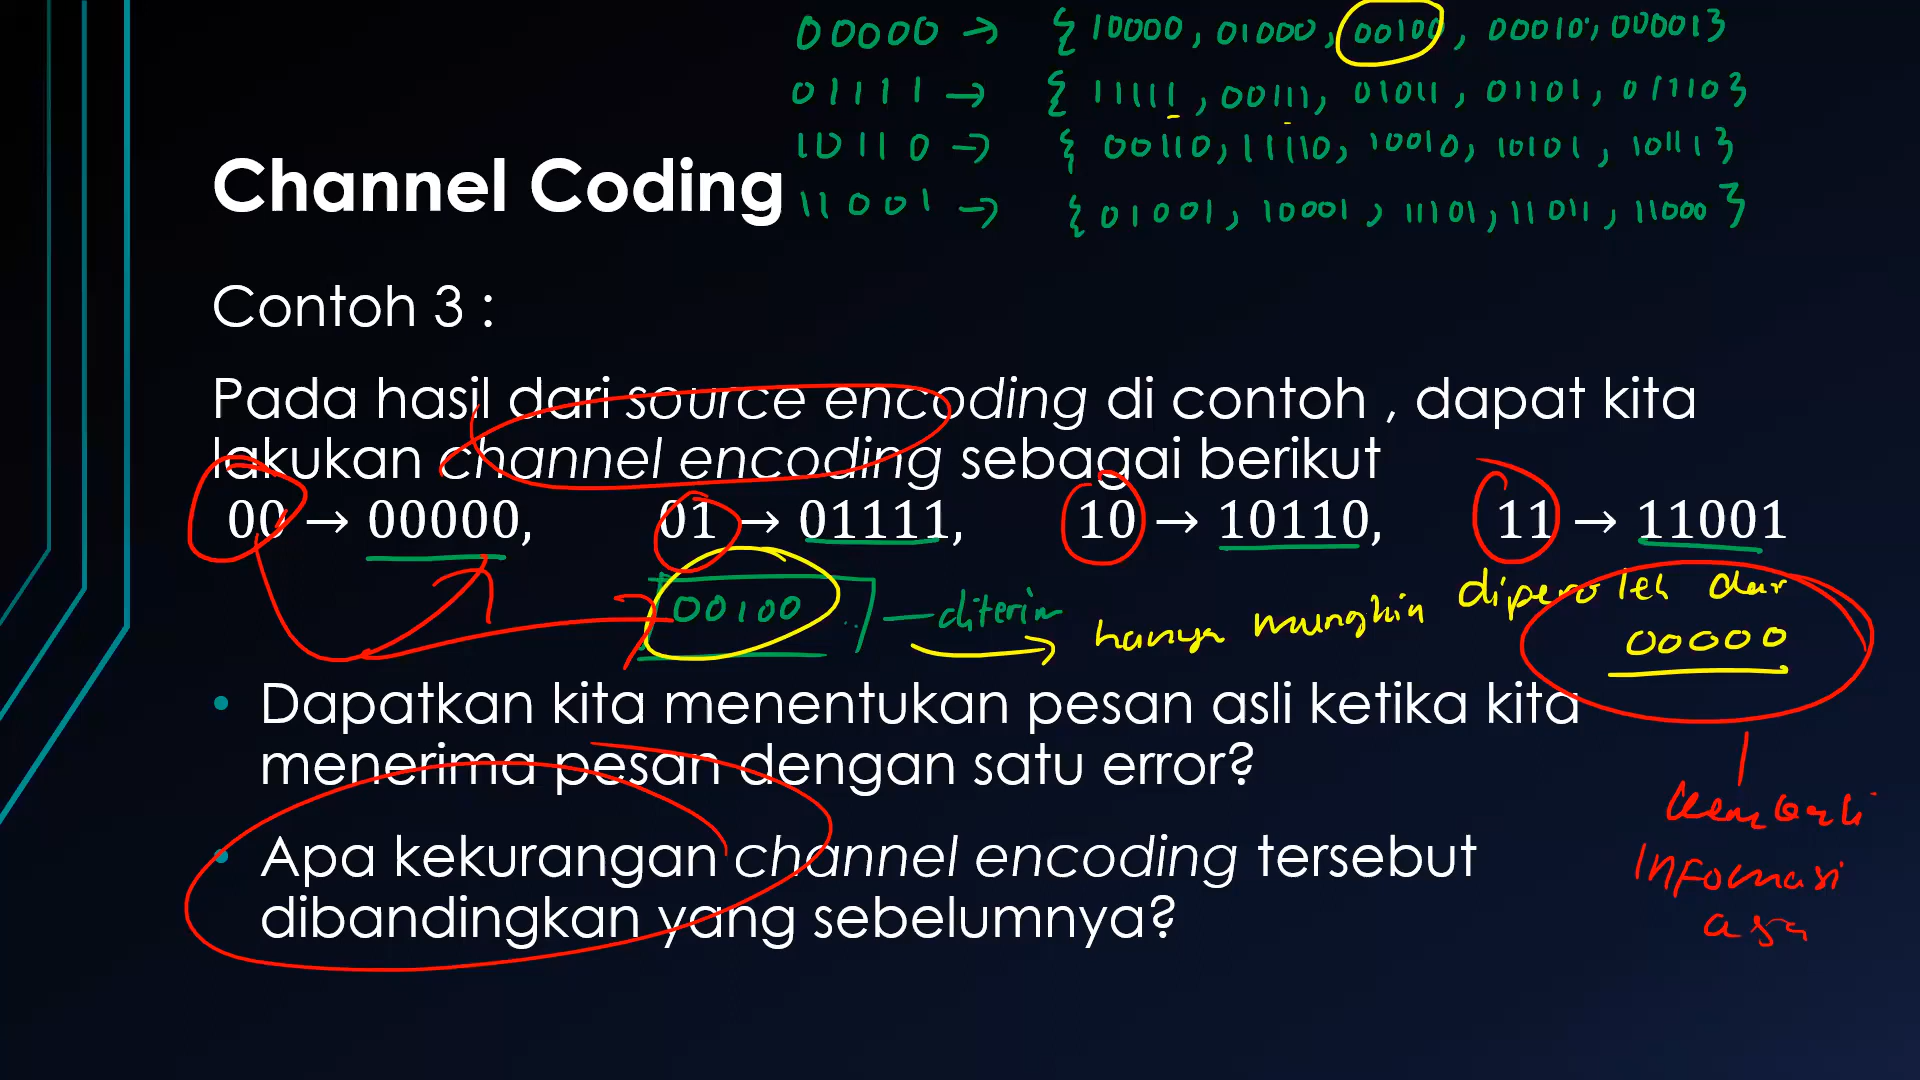 00000 → {10000, 01000, 00100, 00010, 00001}
01111 → {11111, 00111, 01011, 01101, 01110}
10110 → {00110, 11110, 10010, 10101, 10111}
11001 → {01001, 10001, 11101, 11011, 11000}
Channel Coding
Contoh 3 :
Pada hasil dari source encoding di contoh , dapat kita
lakukan channel encoding sebagai berikut
00 → 00000, 01 → 01111, 10 → 10110, 11 → 11001
00100 diterima → hanya mungkin diperoleh dari
00000
• Dapatkan kita menentukan pesan asli ketika kita
menerima pesan dengan satu error?
kembali
informasi
• Apa kekurangan channel encoding tersebut
dibandingkan yang sebelumnya?